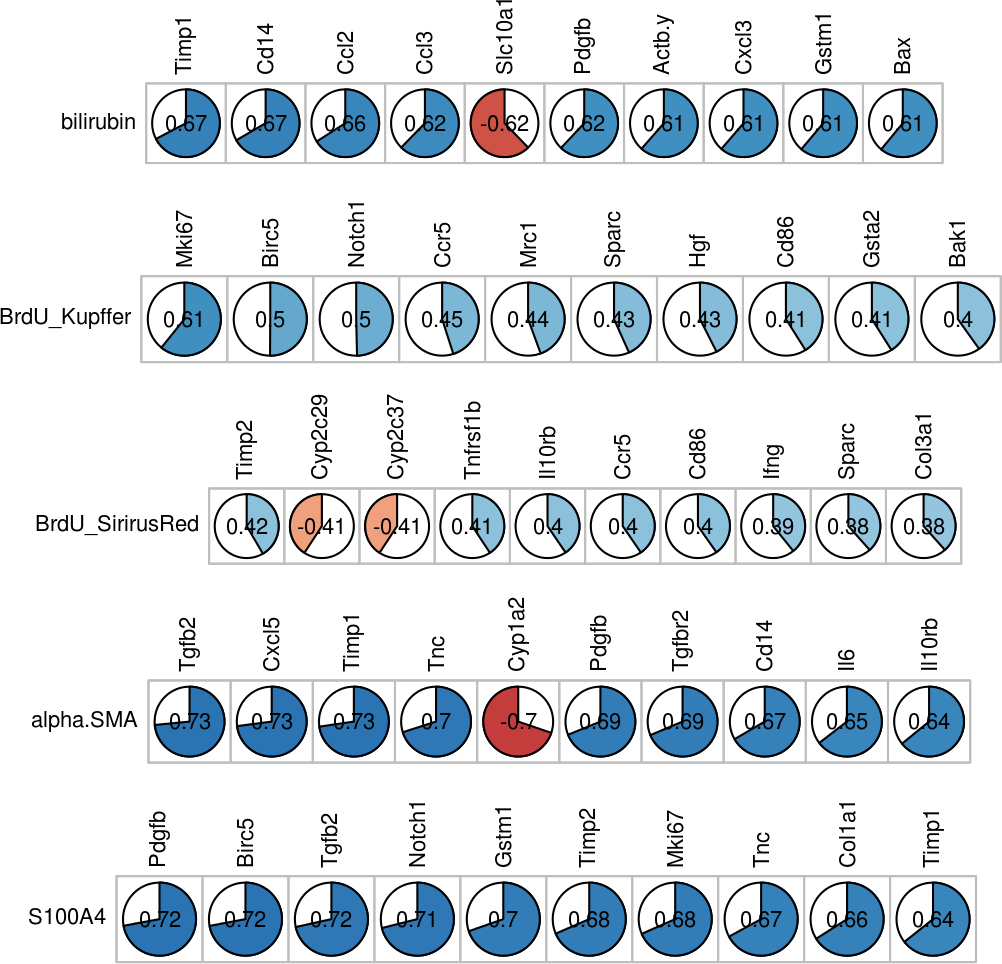 Timp1 Cd14 Ccl2 Ccl3 Slc10a1 Pdgfb Actb.y Cxcl3 Gstm1 Bax
bilirubin 0.67 0.67 0.66 0.62 -0.62 0.62 0.61 0.61 0.61 0.61
Mki67 Birc5 Notch1 Ccr5 Mrc1 Sparc Hgf Cd86 Gsta2 Bak1
BrdU_Kupffer 0.61 0.5 0.5 0.45 0.44 0.43 0.43 0.41 0.41 0.4
Timp2 Cyp2c29 Cyp2c37 Tnfrsf1b Il10rb Ccr5 Cd86 Ifng Sparc Col3a1
BrdU_SirirusRed 0.42 -0.41 -0.41 0.41 0.4 0.4 0.4 0.39 0.38 0.38
Tgfb2 Cxcl5 Timp1 Tnc Cyp1a2 Pdgfb Tgfbr2 Cd14 Il6 Il10rb
alpha.SMA 0.73 0.73 0.73 0.7 -0.7 0.69 0.69 0.67 0.65 0.64
Pdgfb Birc5 Tgfb2 Notch1 Gstm1 Timp2 Mki67 Tnc Col1a1 Timp1
S100A4 0.72 0.72 0.72 0.71 0.7 0.68 0.68 0.67 0.66 0.64